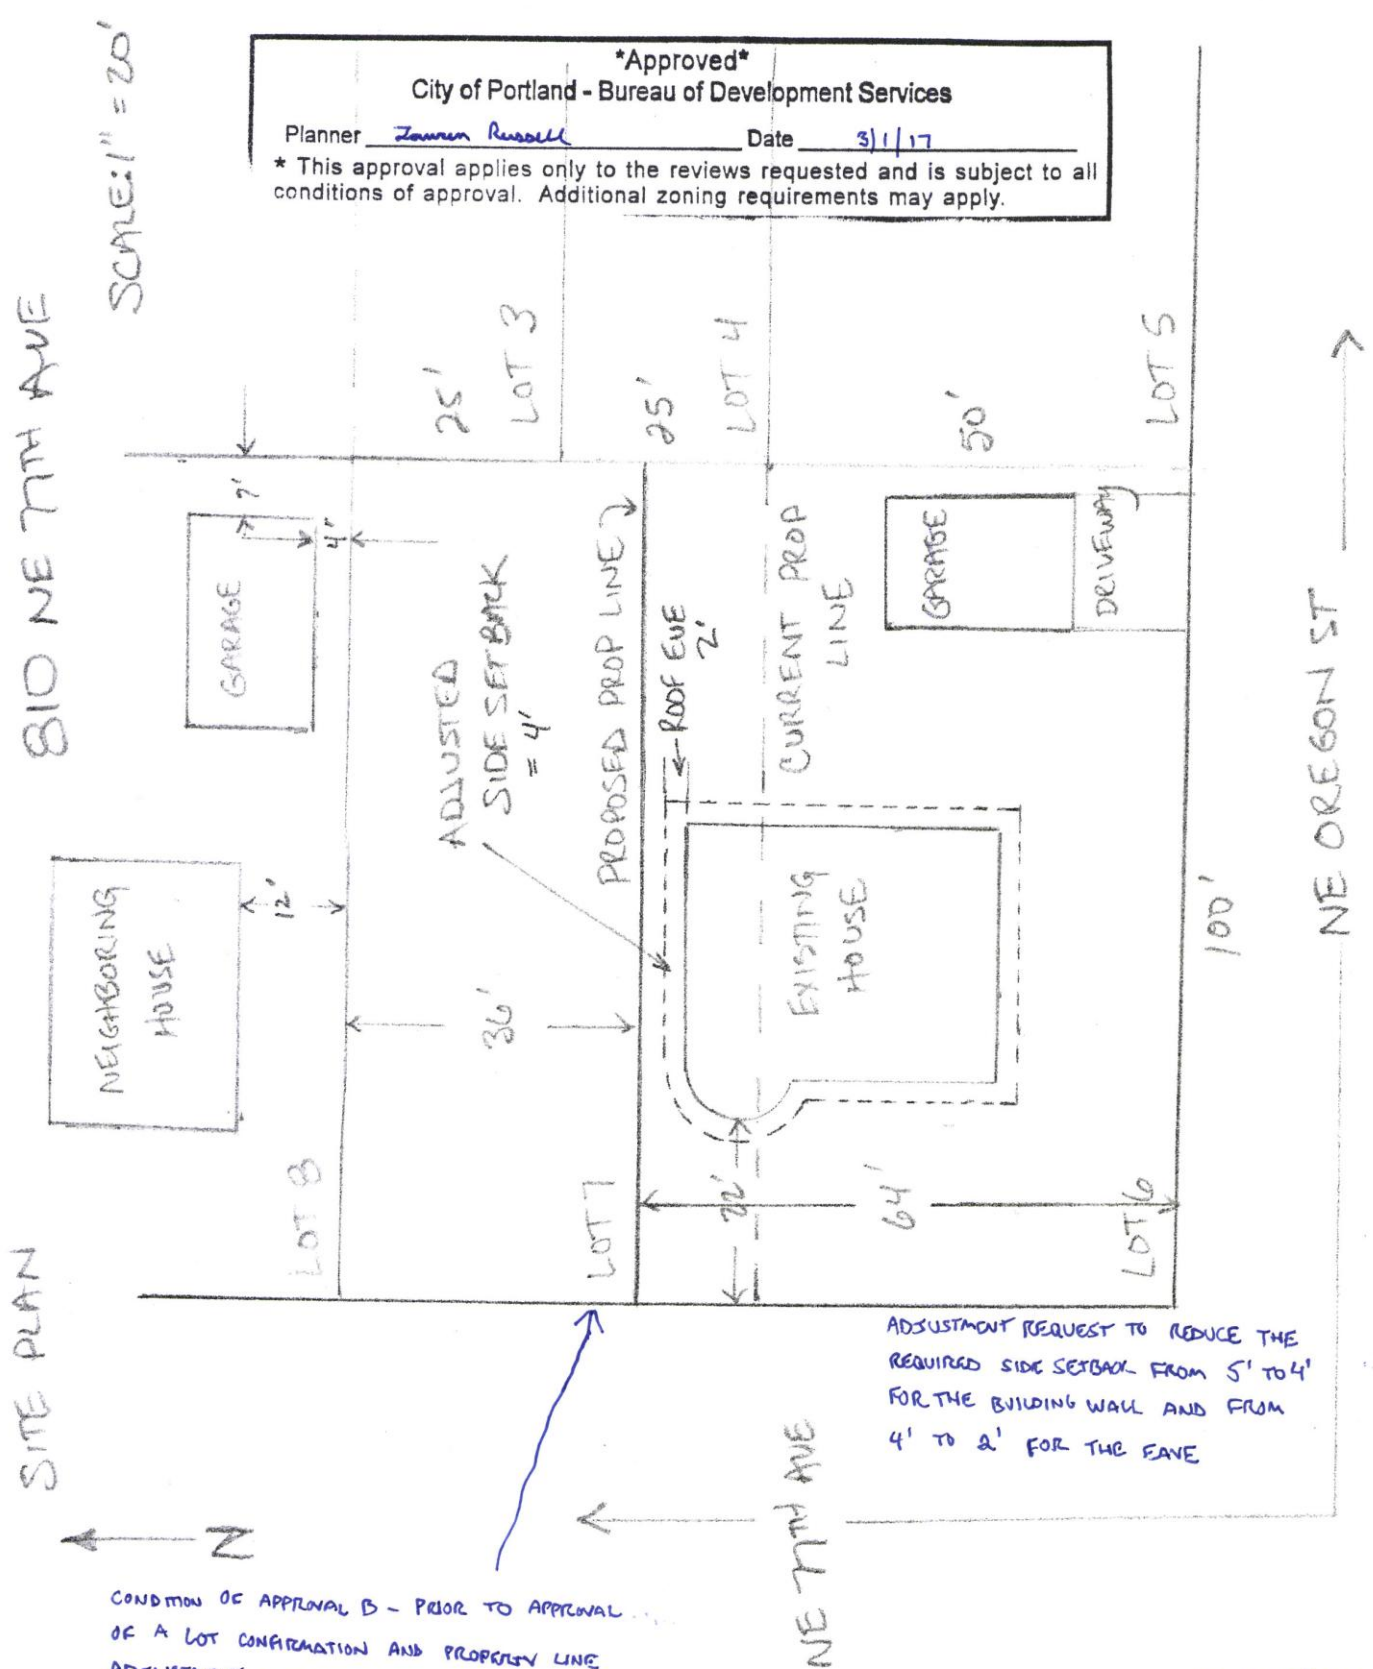 *Approved*
City of Portland - Bureau of Development Services
Planner Lauren Russell Date 3/1/17
* This approval applies only to the reviews requested and is subject to all
conditions of approval. Additional zoning requirements may apply.
SITE PLAN
810 NE 7TH AVE
SCALE: 1" = 20'
N
NEIGHBORING
HOUSE
12'
GARAGE
7'
4'
LOT 8
25'
LOT 3
25'
LOT 4
50'
LOT 5
36'
ADJUSTED
SIDE SETBACK
= 4'
PROPOSED PROP LINE
ROOF EVE
2'
CURRENT PROP
LINE
GARAGE
DRIVEWAY
EXISTING
HOUSE
LOT 7
22'
64'
LOT 6
100'
NE OREGON ST
NE 7TH AVE
ADJUSTMENT REQUEST TO REDUCE THE
REQUIRED SIDE SETBACK FROM 5' TO 4'
FOR THE BUILDING WALL AND FROM
4' TO 2' FOR THE EAVE
CONDITION OF APPROVAL B - PRIOR TO APPROVAL
OF A LOT CONFIRMATION AND PROPERTY LINE